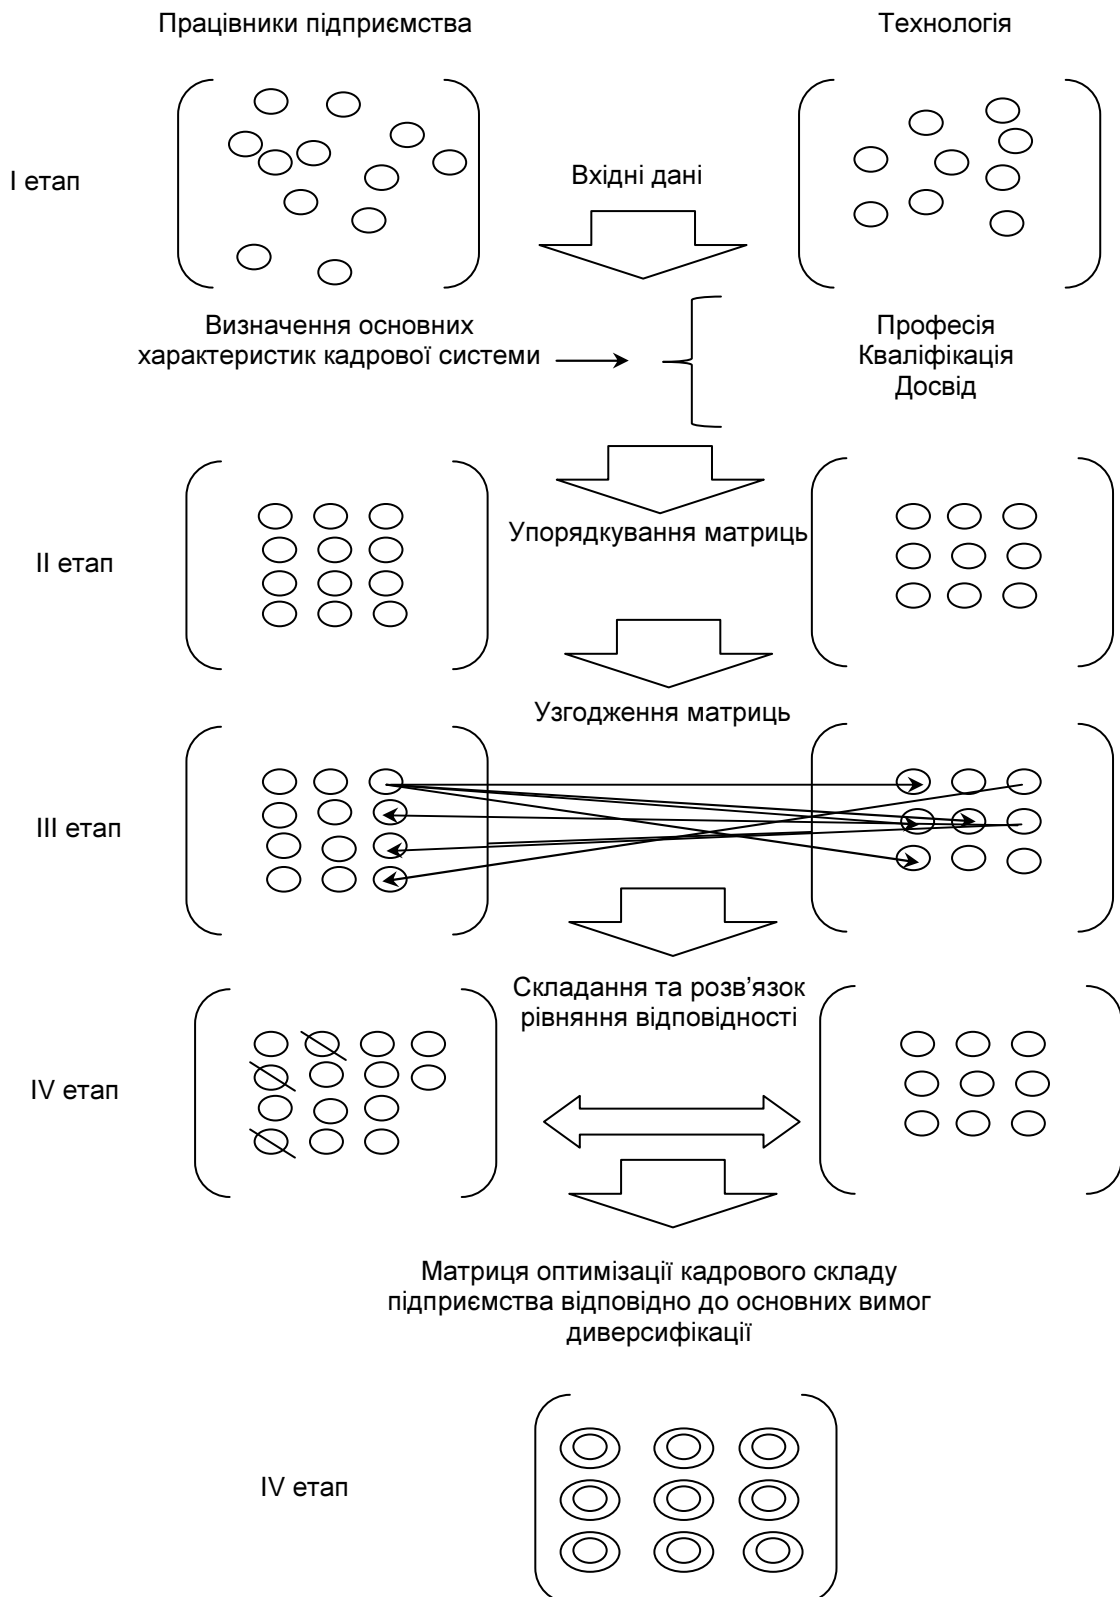 Працівники підприємства
Технологія
І етап
Вхідні дані
Визначення основних
характеристик кадрової системи
Професія
Кваліфікація
Досвід
ІІ етап
Упорядкування матриць
Узгодження матриць
ІІІ етап
Складання та розв’язок
рівняння відповідності
IV етап
Матриця оптимізації кадрового складу
підприємства відповідно до основних вимог
диверсифікації
IV етап